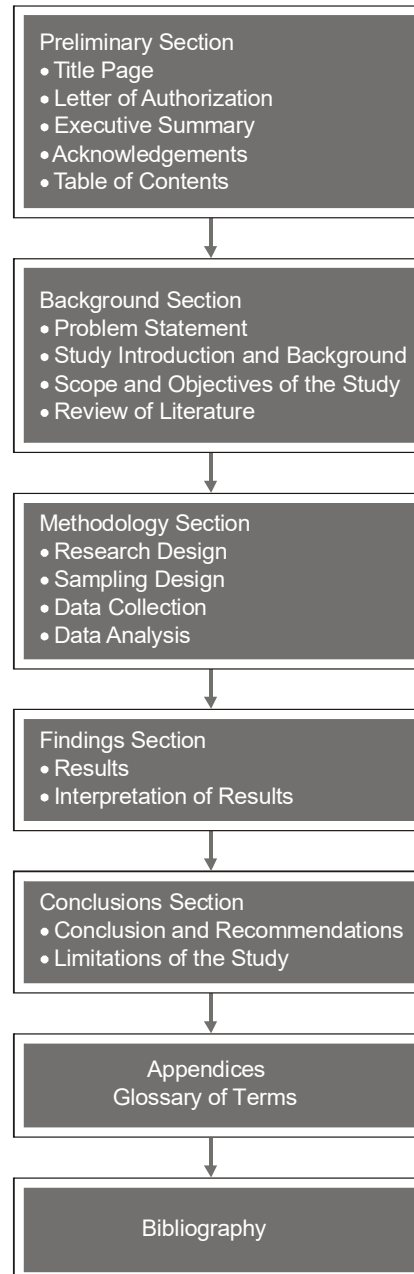 Preliminary Section
• Title Page
• Letter of Authorization
• Executive Summary
• Acknowledgements
• Table of Contents
Background Section
• Problem Statement
• Study Introduction and Background
• Scope and Objectives of the Study
• Review of Literature
Methodology Section
• Research Design
• Sampling Design
• Data Collection
• Data Analysis
Findings Section
• Results
• Interpretation of Results
Conclusions Section
• Conclusion and Recommendations
• Limitations of the Study
Appendices
Glossary of Terms
Bibliography